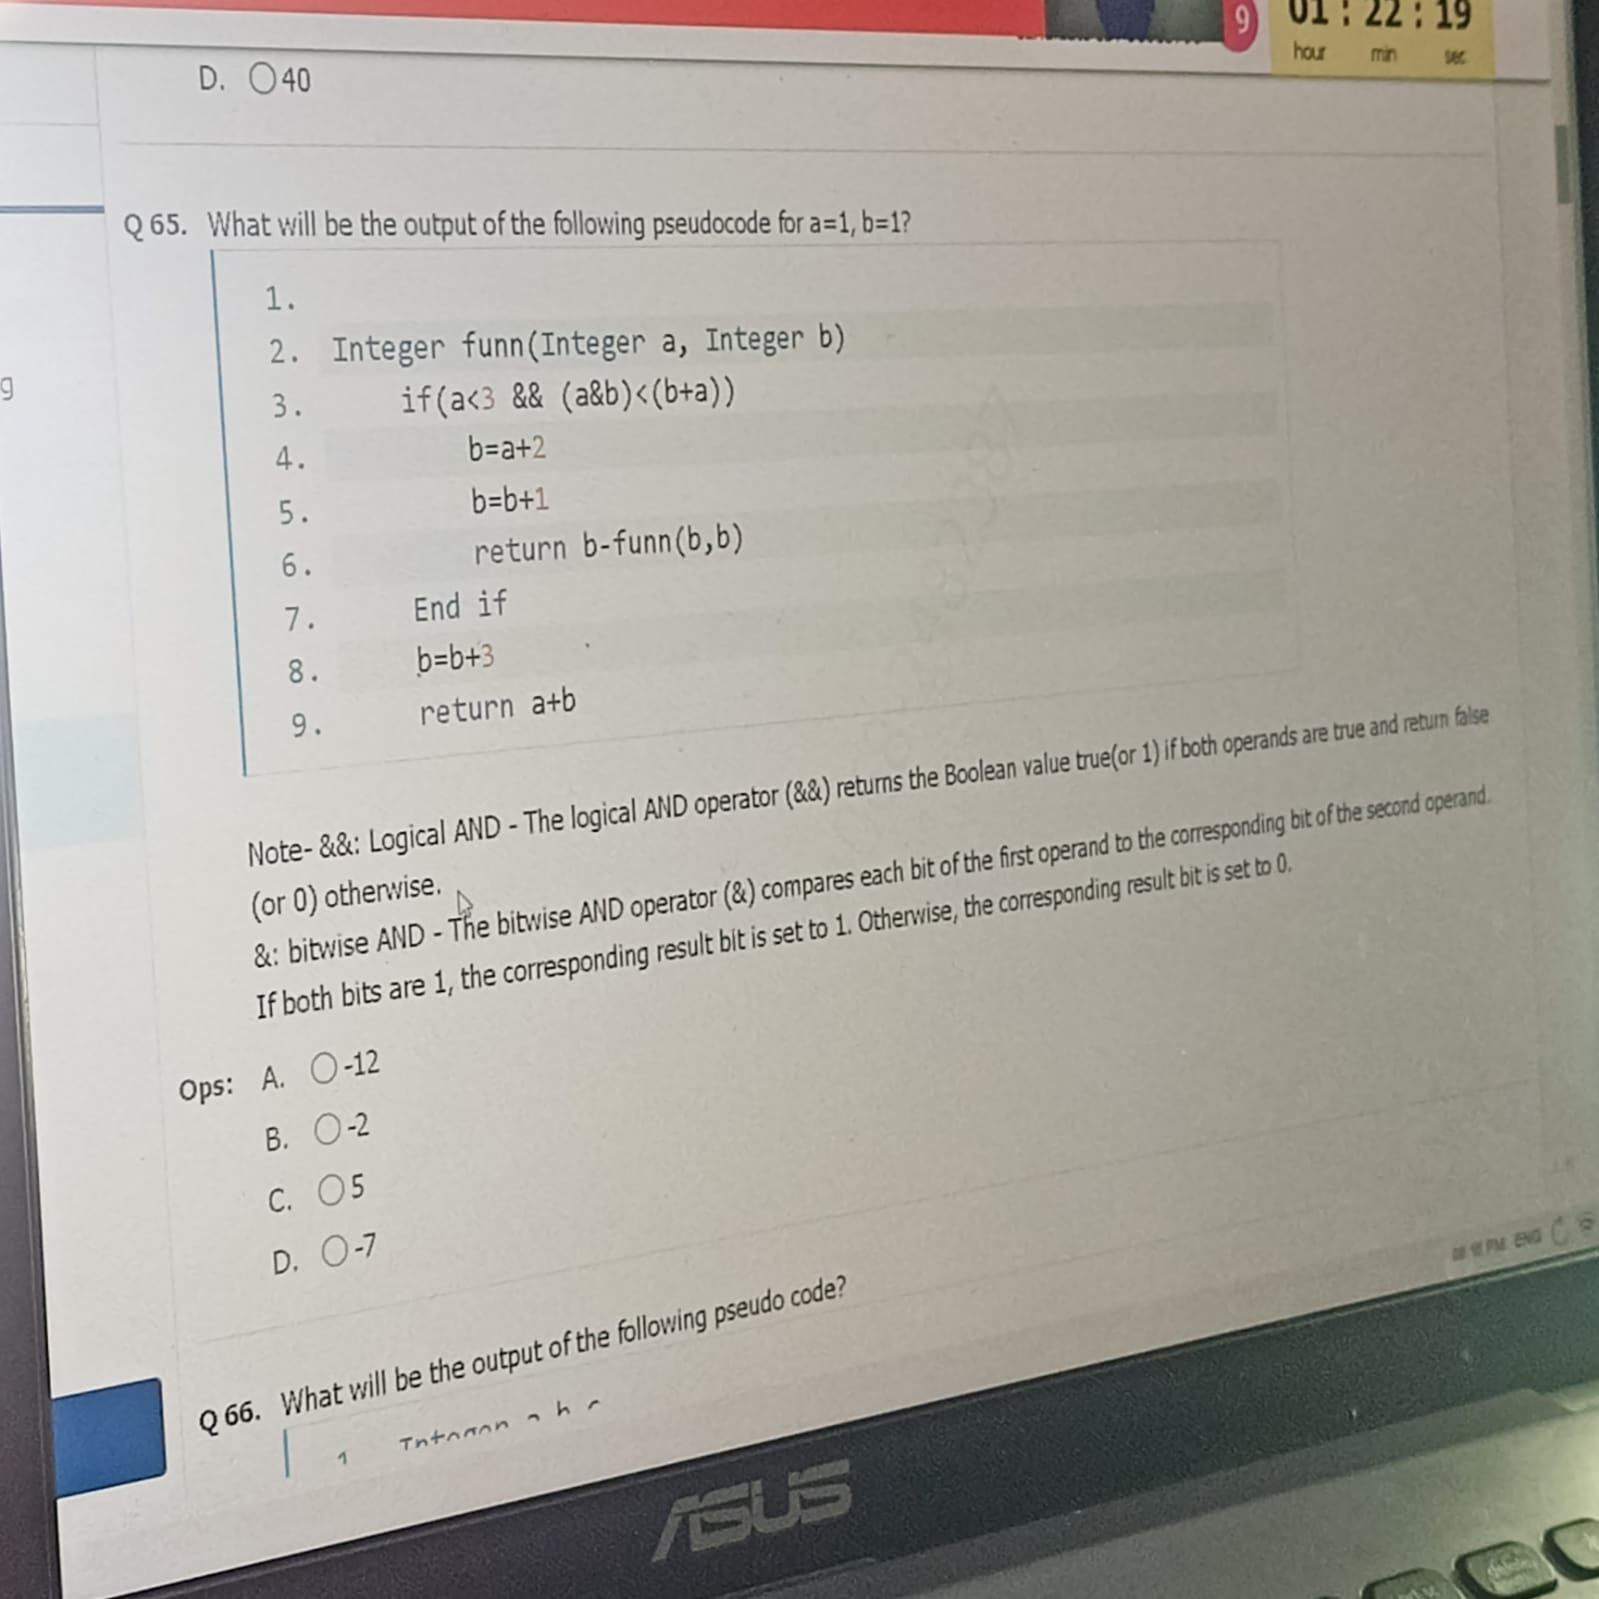 9
01 : 22 : 19
hour min sec
D. 40
g
Q 65. What will be the output of the following pseudocode for a=1, b=1?
1.
2. Integer funn(Integer a, Integer b)
3. if(a<3 && (a&b)<(b+a))
4. b=a+2
5. b=b+1
6. return b-funn(b,b)
7. End if
8. b=b+3
9. return a+b
Note- &&: Logical AND - The logical AND operator (&&) returns the Boolean value true(or 1) if both operands are true and return false
(or 0) otherwise.
&: bitwise AND - The bitwise AND operator (&) compares each bit of the first operand to the corresponding bit of the second operand.
If both bits are 1, the corresponding result bit is set to 1. Otherwise, the corresponding result bit is set to 0.
Ops: A. -12
B. -2
C. 5
D. -7
Q 66. What will be the output of the following pseudo code?
1 Integer a b c
PM ENG
ASUS